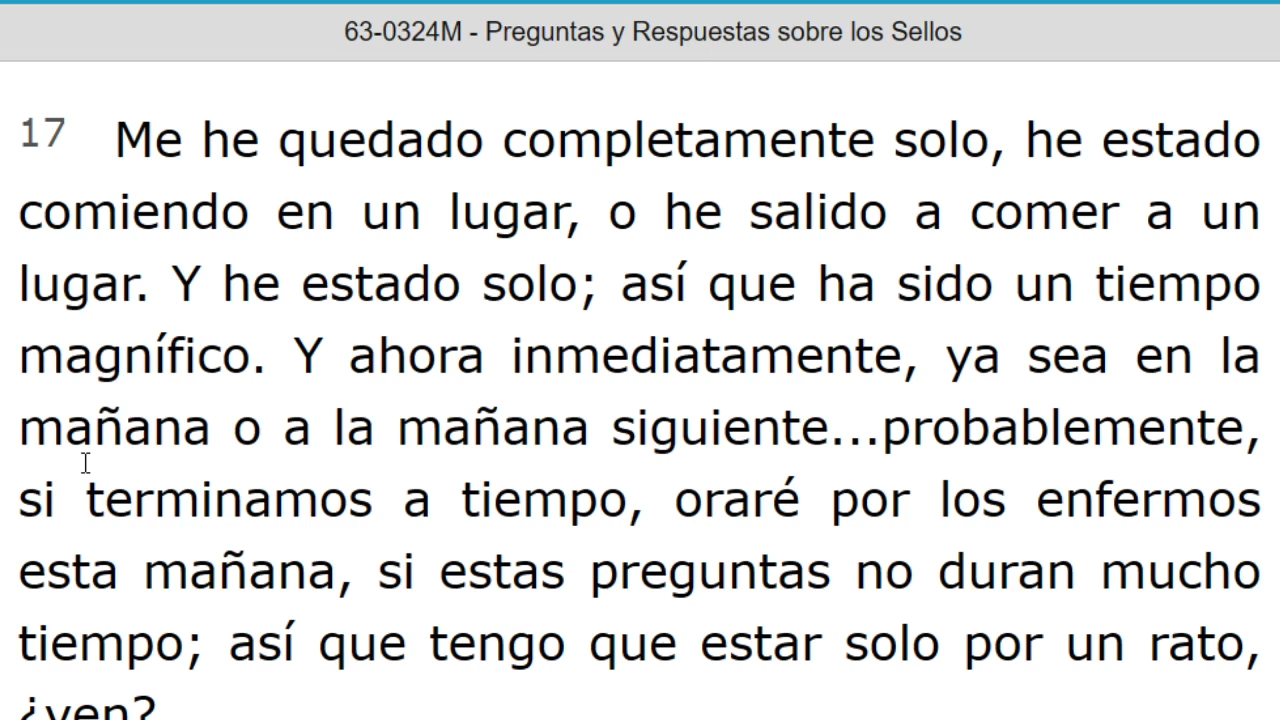 63-0324M - Preguntas y Respuestas sobre los Sellos
17 Me he quedado completamente solo, he estado
comiendo en un lugar, o he salido a comer a un
lugar. Y he estado solo; así que ha sido un tiempo
magnífico. Y ahora inmediatamente, ya sea en la
mañana o a la mañana siguiente...probablemente,
si terminamos a tiempo, oraré por los enfermos
esta mañana, si estas preguntas no duran mucho
tiempo; así que tengo que estar solo por un rato,
¿ven?